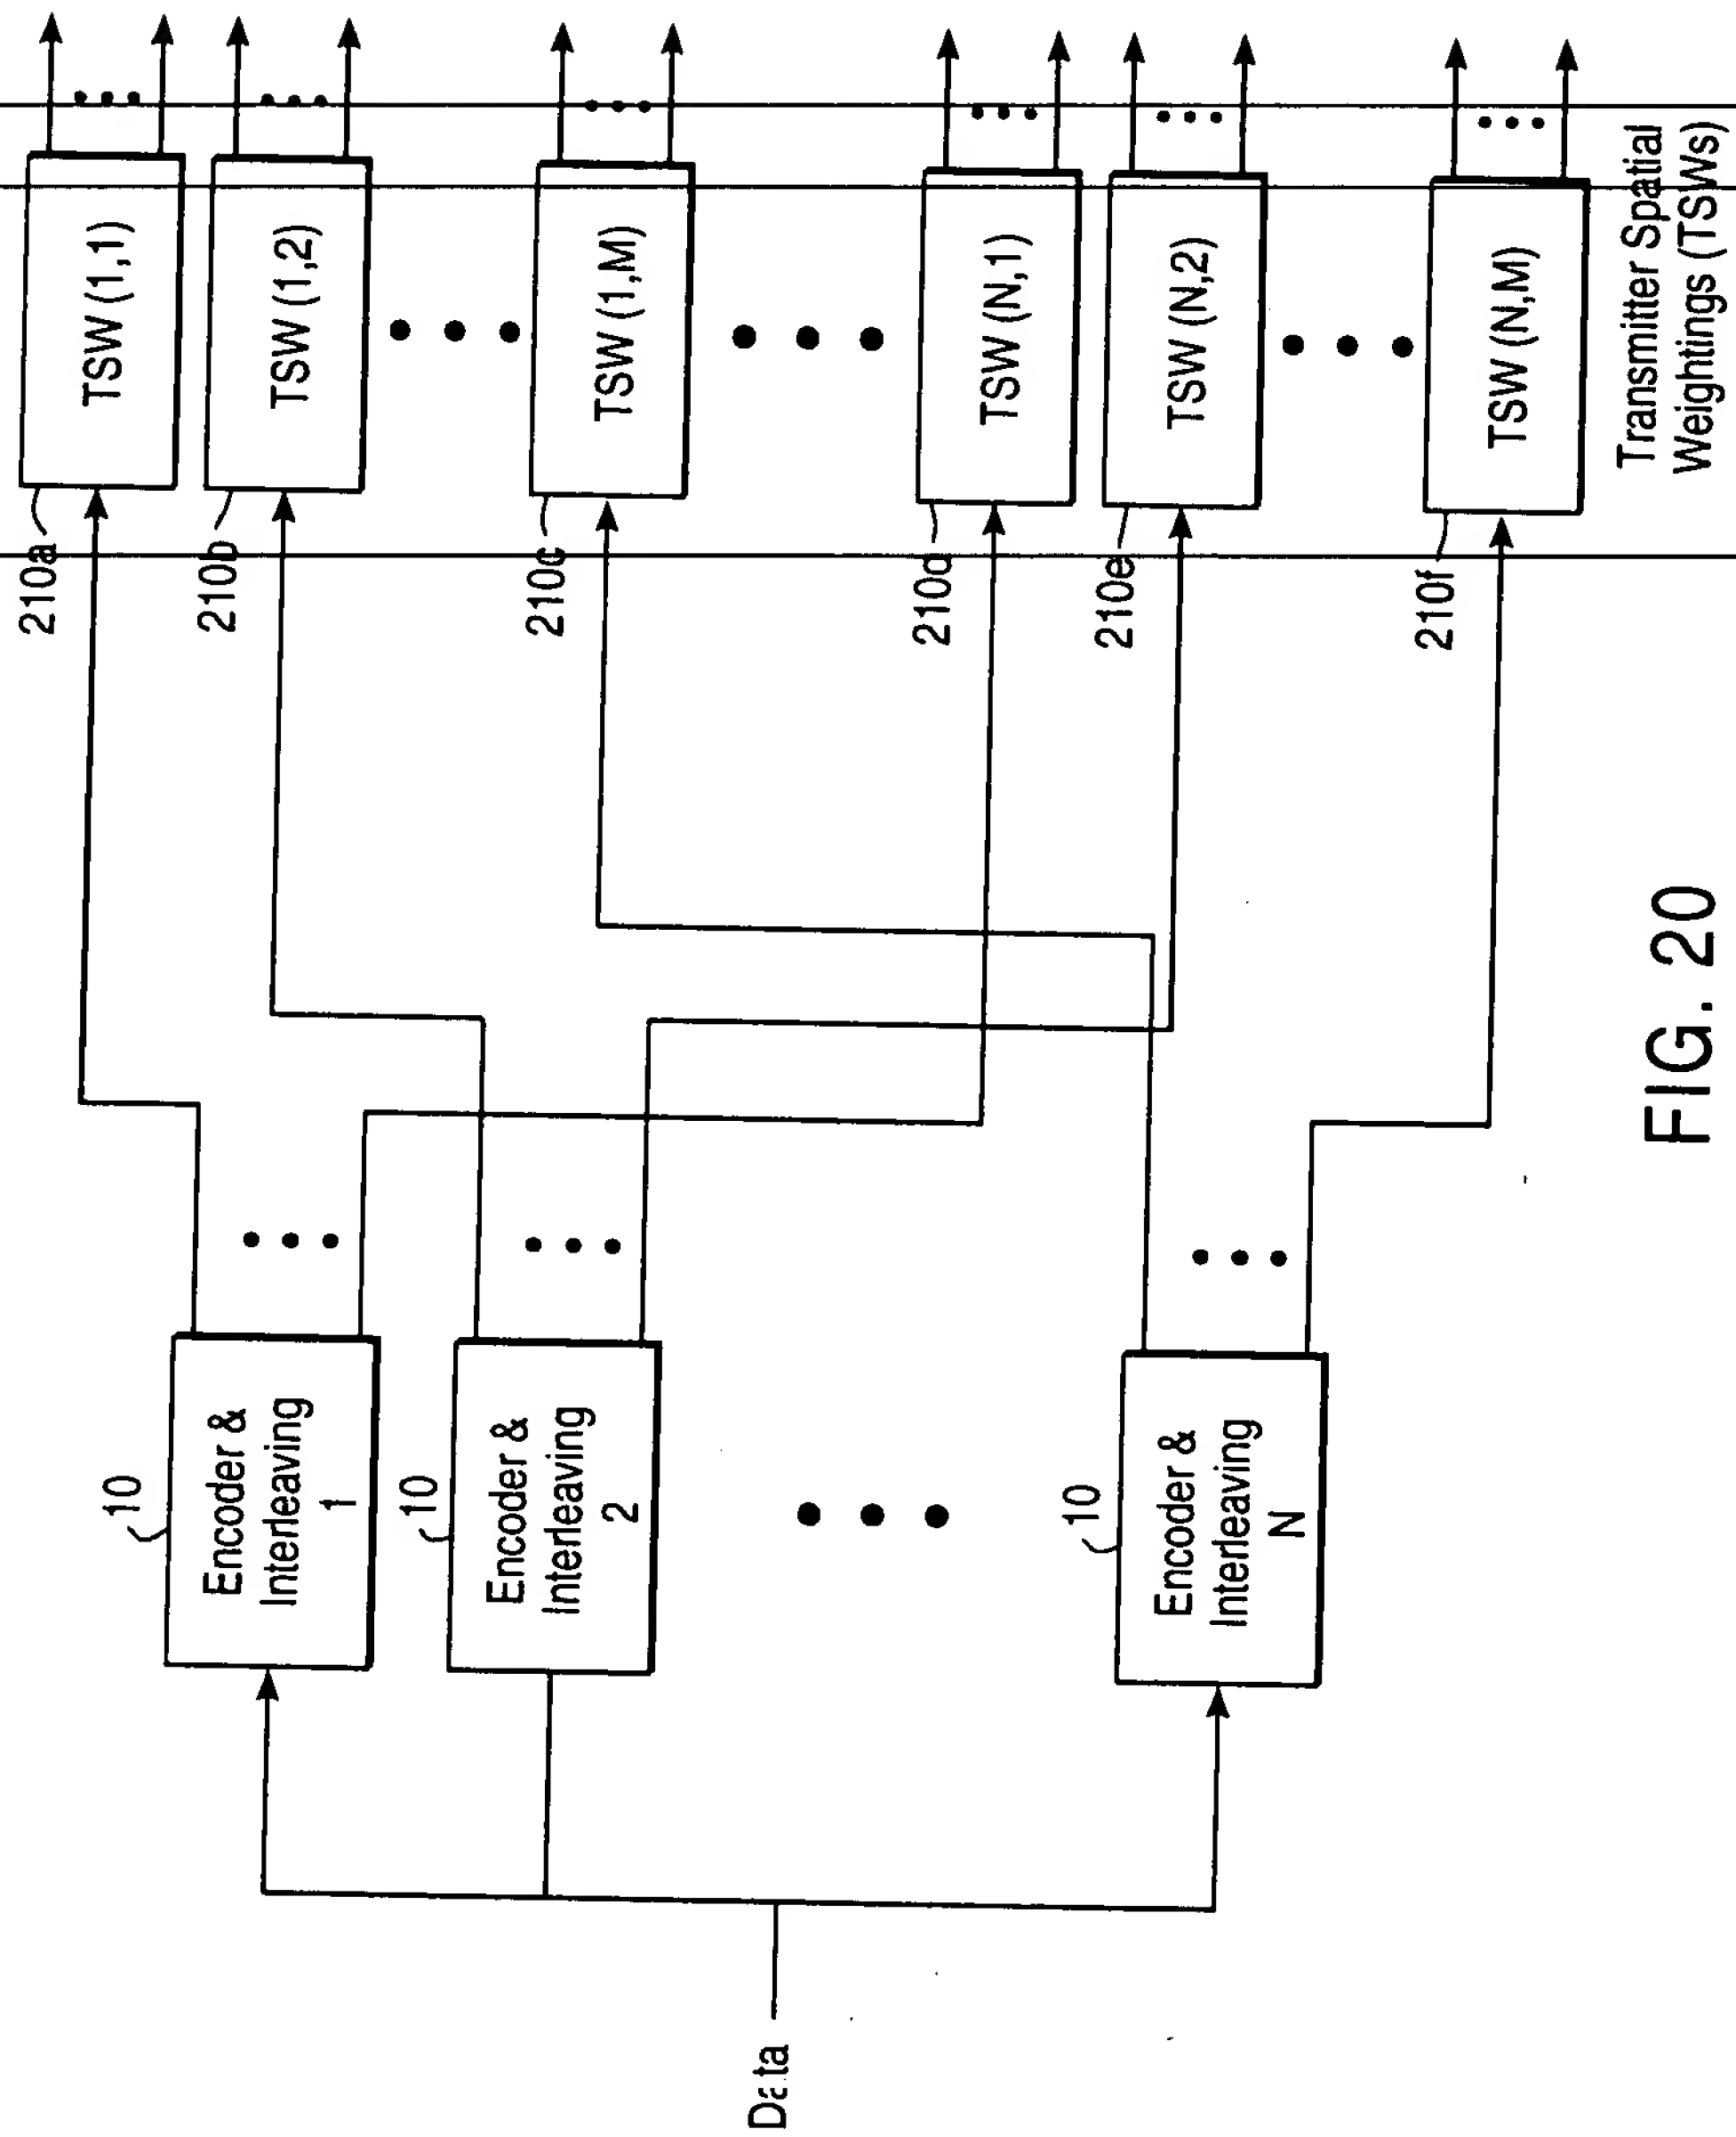 Data
10
Encoder &
Interleaving
1
10
Encoder &
Interleaving
2
10
Encoder &
Interleaving
N
210a
TSW (1,1)
210b
TSW (1,2)
210c
TSW (1,M)
210d
TSW (N,1)
210e
TSW (N,2)
210f
TSW (N,M)
Transmitter Spatial
Weightings (TSWs)
FIG. 20